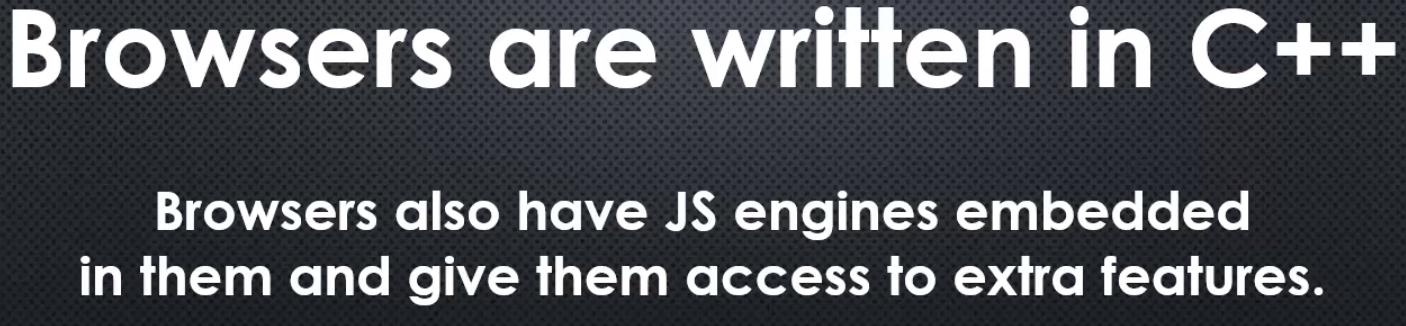 Browsers are written in C++
Browsers also have JS engines embedded
in them and give them access to extra features.